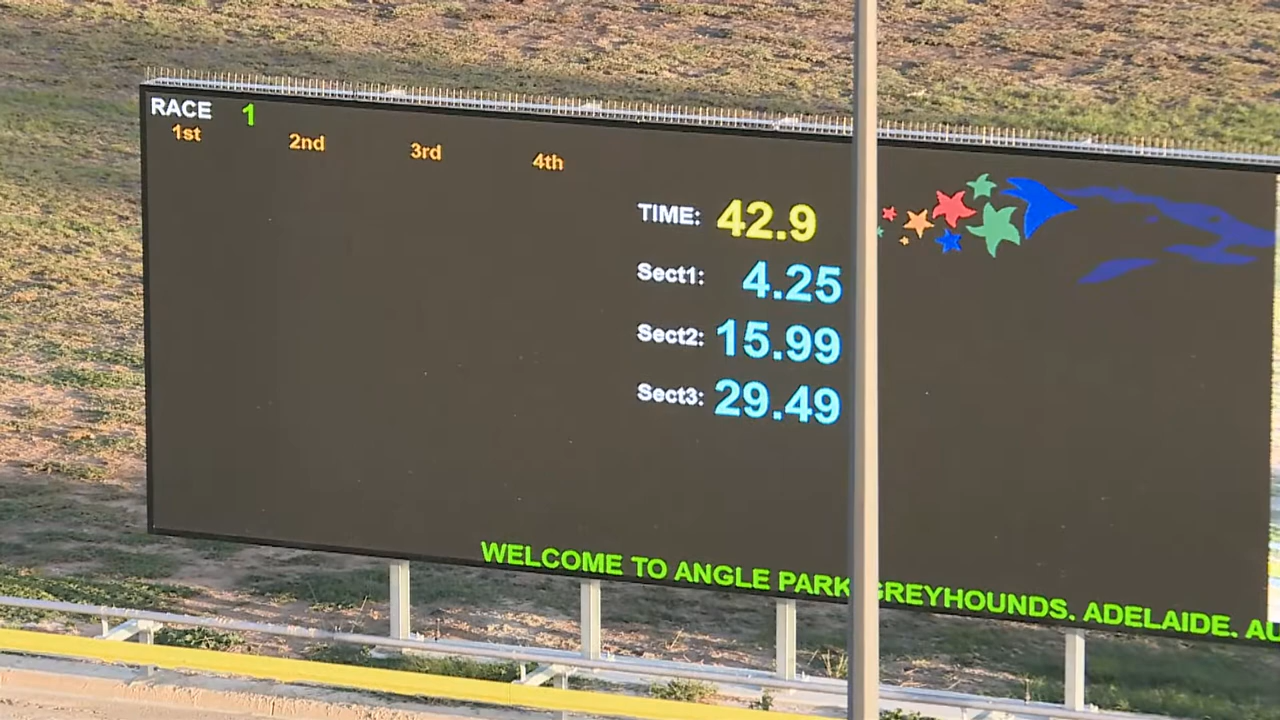 RACE 1
1st 2nd 3rd 4th
TIME: 42.9
Sect1: 4.25
Sect2: 15.99
Sect3: 29.49
WELCOME TO ANGLE PARK GREYHOUNDS. ADELAIDE. AU